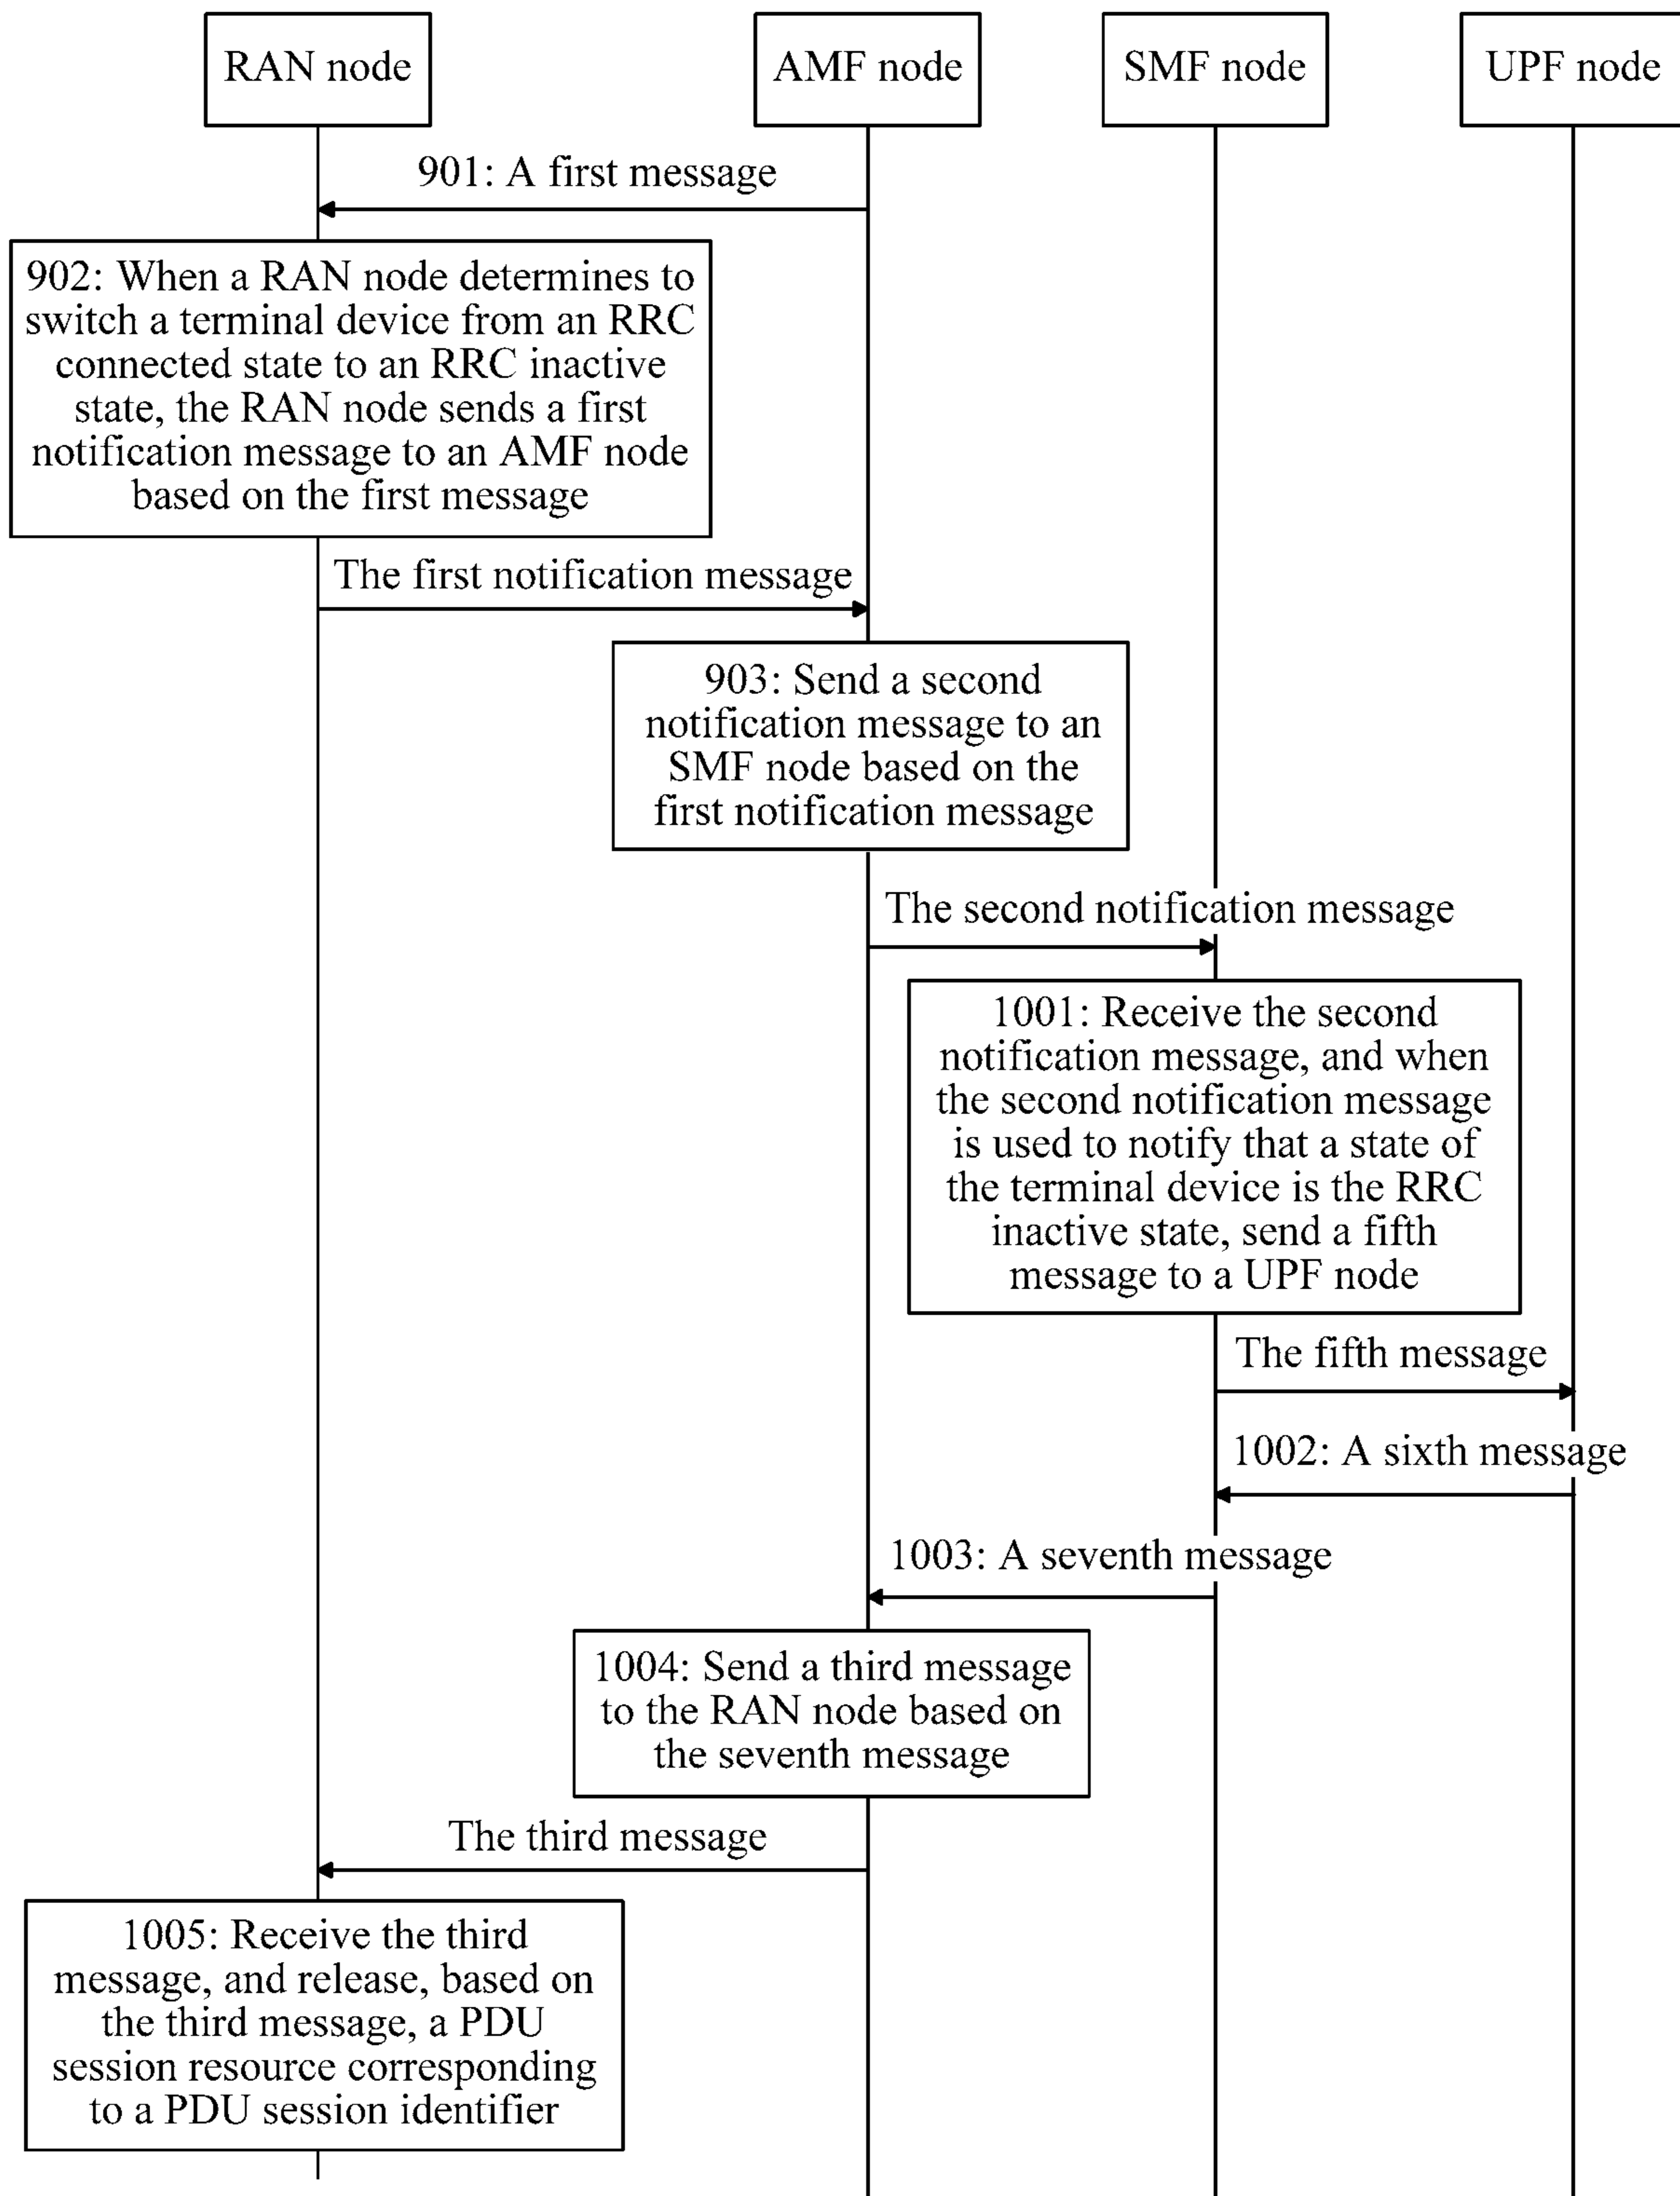 RAN node
AMF node
SMF node
UPF node
901: A first message
902: When a RAN node determines to
switch a terminal device from an RRC
connected state to an RRC inactive
state, the RAN node sends a first
notification message to an AMF node
based on the first message
The first notification message
903: Send a second
notification message to an
SMF node based on the
first notification message
The second notification message
1001: Receive the second
notification message, and when
the second notification message
is used to notify that a state of
the terminal device is the RRC
inactive state, send a fifth
message to a UPF node
The fifth message
1002: A sixth message
1003: A seventh message
1004: Send a third message
to the RAN node based on
the seventh message
The third message
1005: Receive the third
message, and release, based on
the third message, a PDU
session resource corresponding
to a PDU session identifier